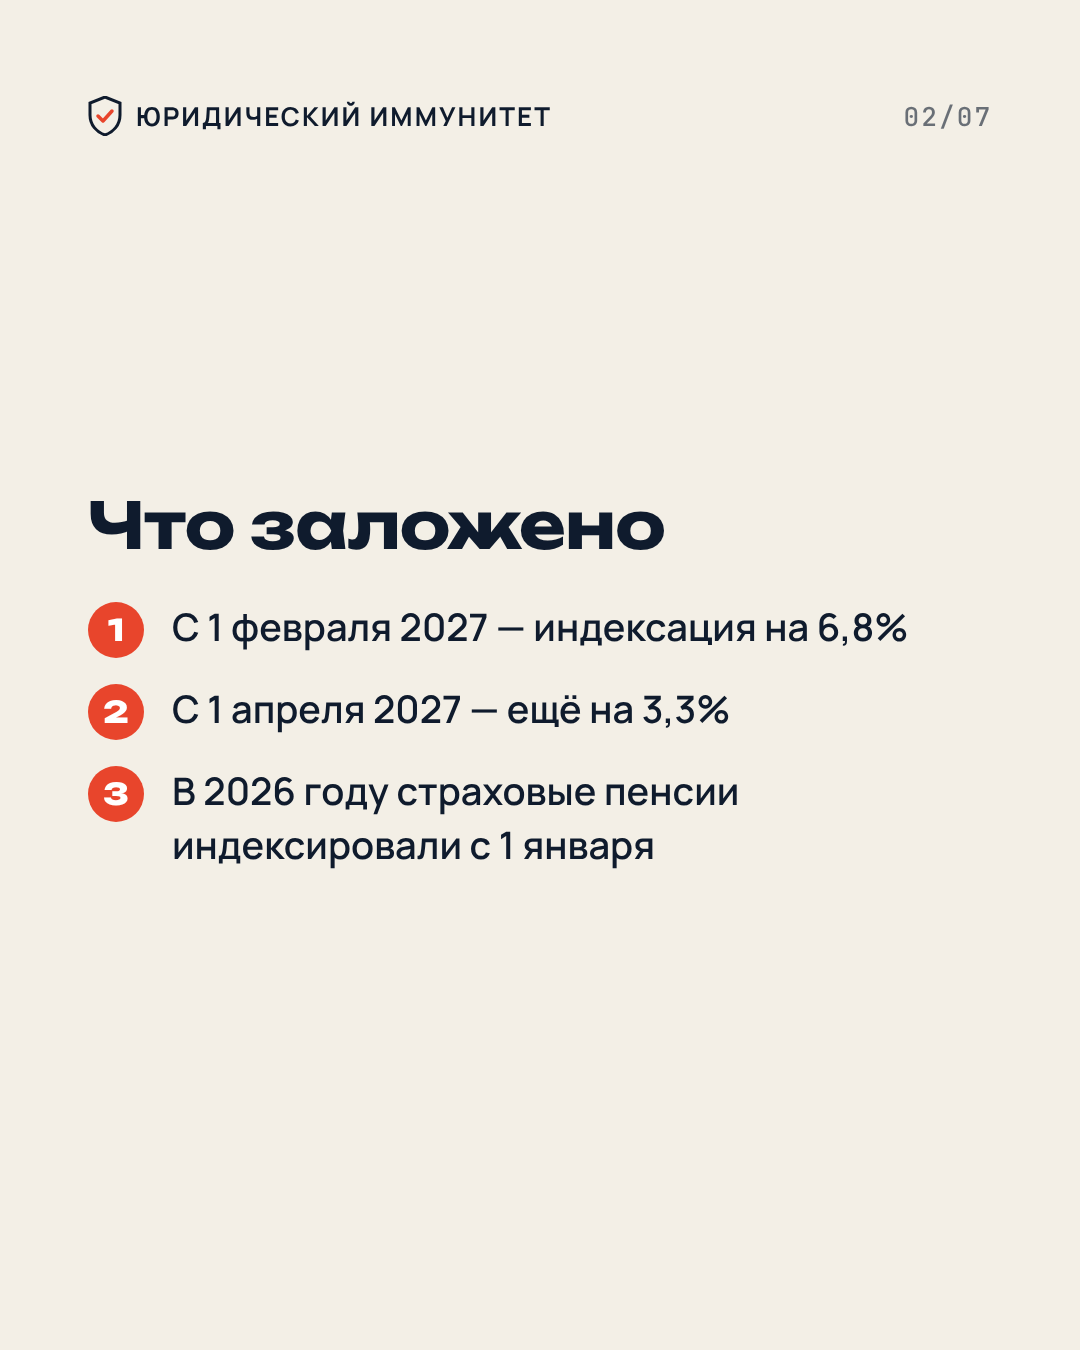 ЮРИДИЧЕСКИЙ ИММУНИТЕТ
02/07
Что заложено
1 С 1 февраля 2027 — индексация на 6,8%
2 С 1 апреля 2027 — ещё на 3,3%
3 В 2026 году страховые пенсии
индексировали с 1 января